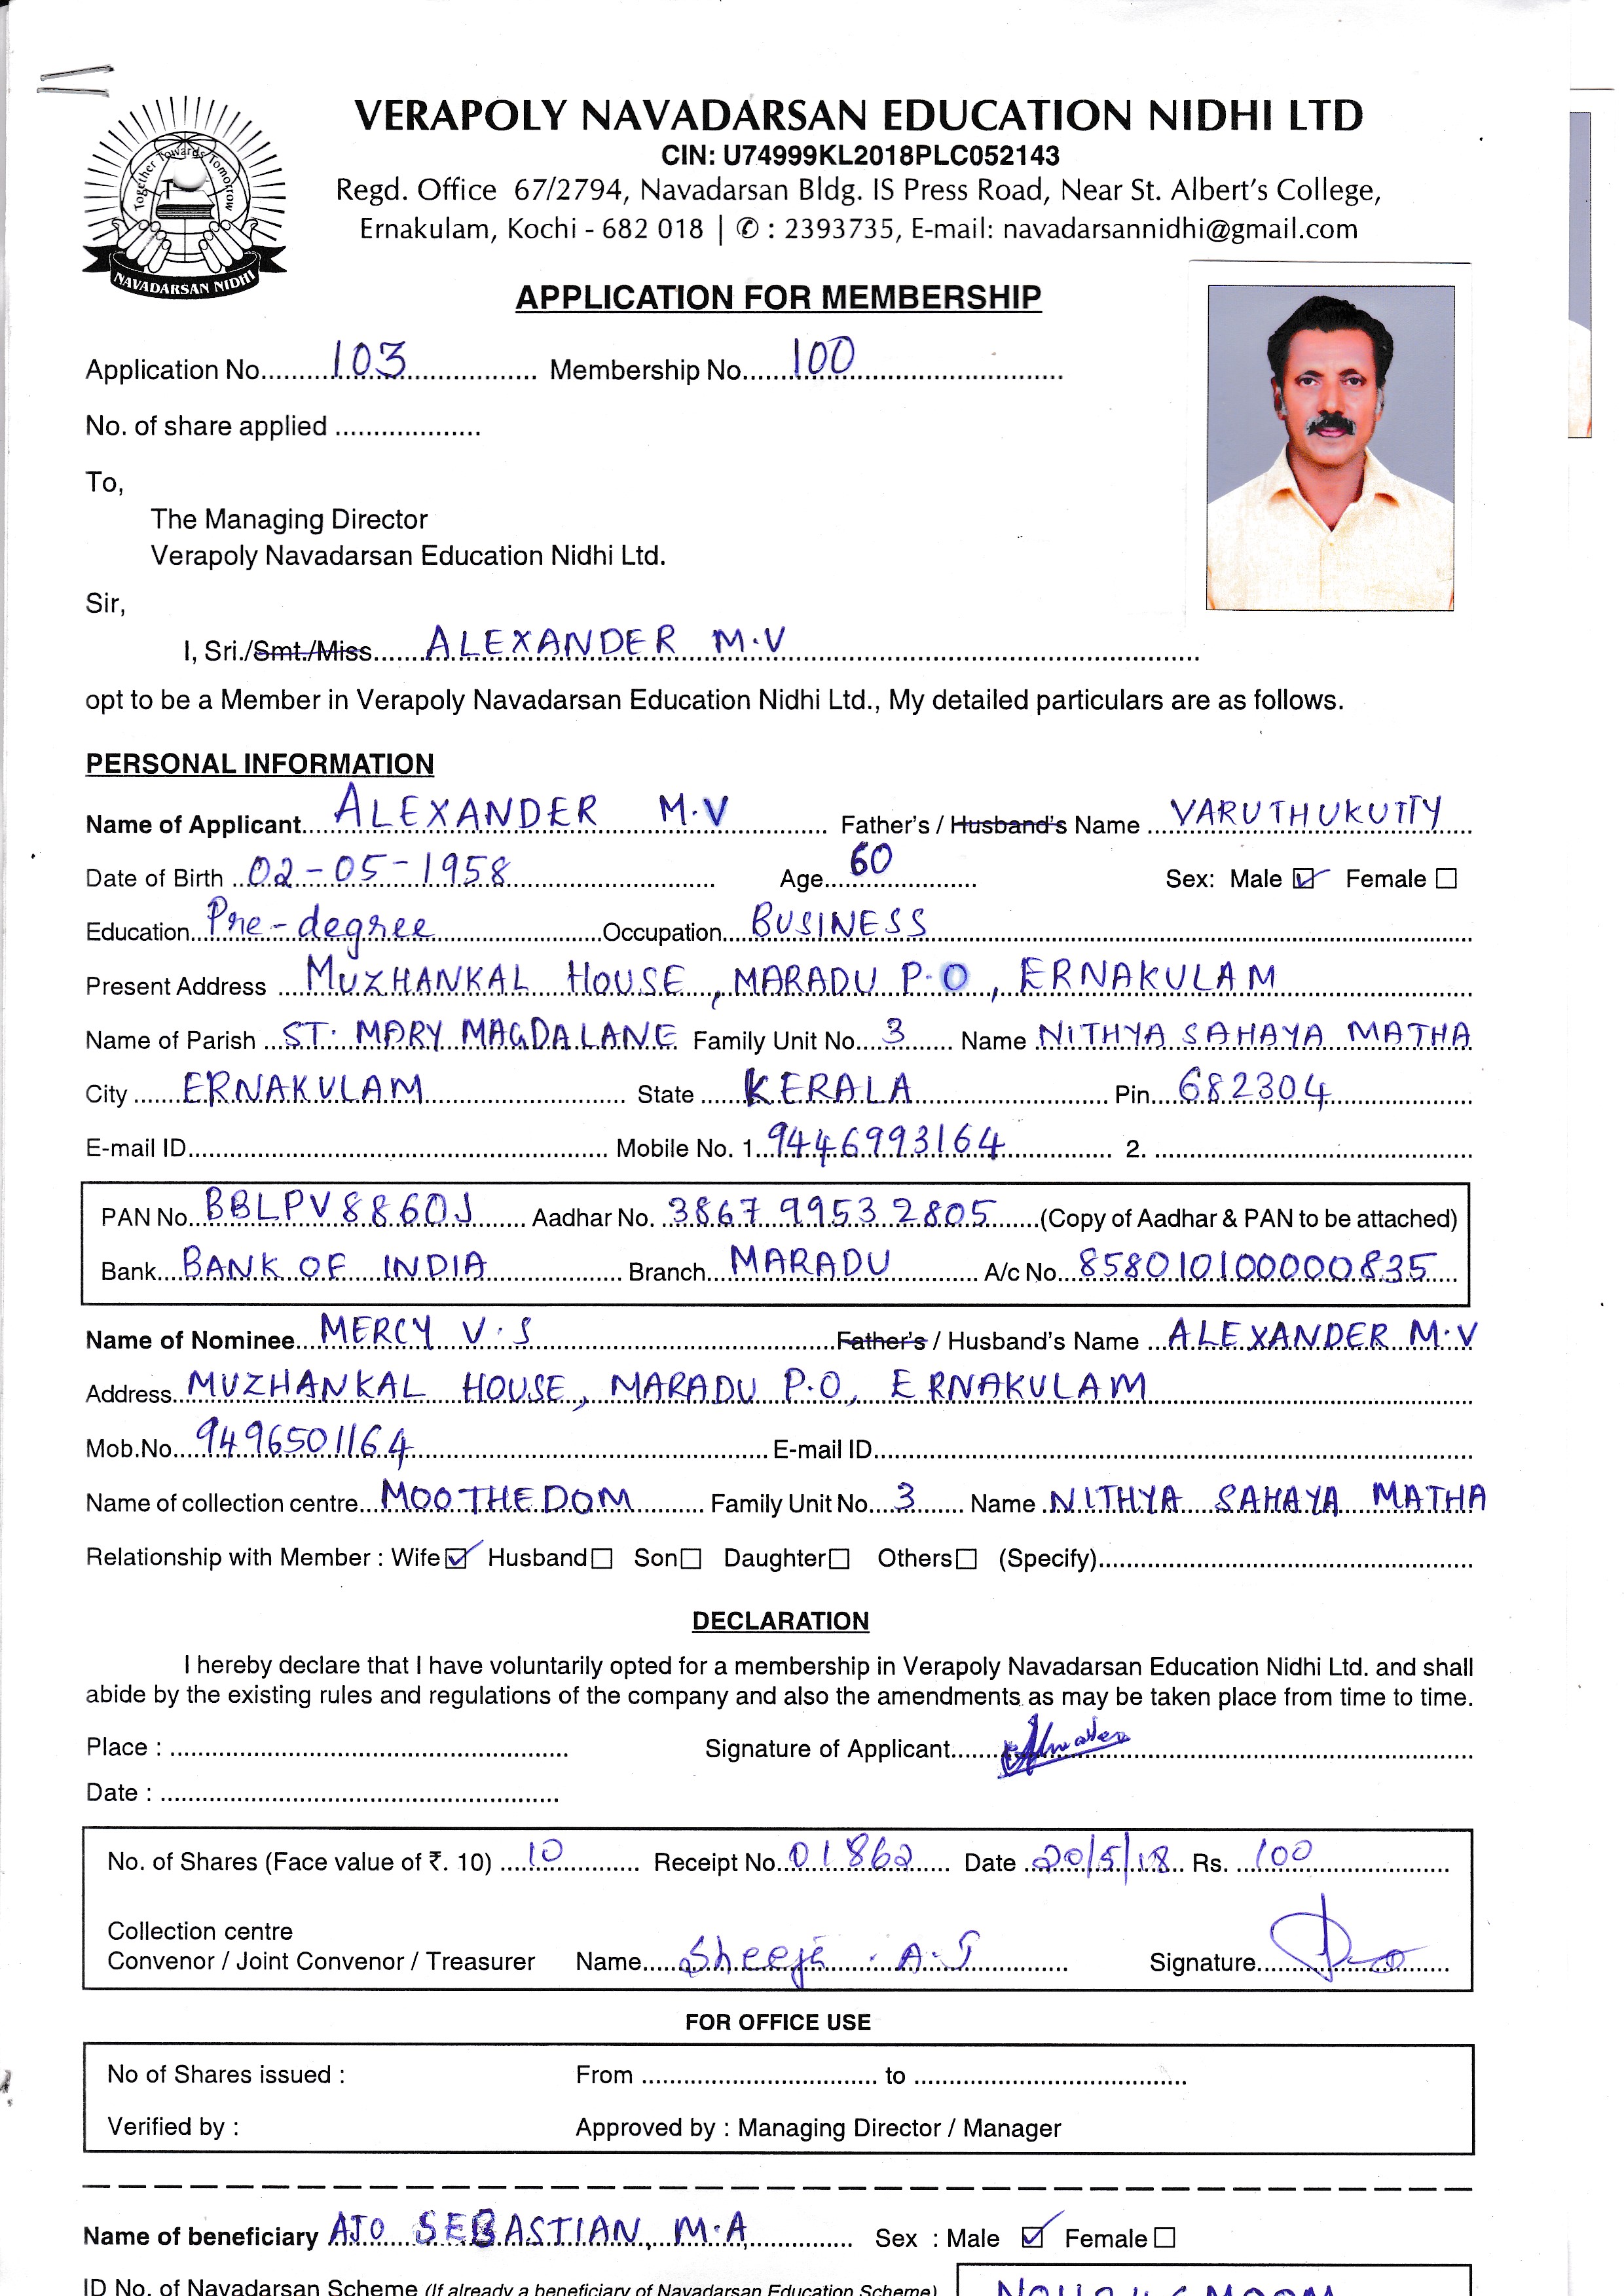 VERAPOLY NAVADARSAN EDUCATION NIDHI LTD
CIN: U74999KL2018PLC052143
Regd. Office 67/2794, Navadarsan Bldg. IS Press Road, Near St. Albert's College,
Ernakulam, Kochi - 682 018 | ✆ : 2393735, E-mail: navadarsannidhi@gmail.com
Together Towards Tomorrow
NAVADARSAN NIDHI
APPLICATION FOR MEMBERSHIP
Application No. 103 Membership No. 100
No. of share applied
To,
The Managing Director
Verapoly Navadarsan Education Nidhi Ltd.
Sir,
I, Sri./Smt./Miss. ALEXANDER M.V
opt to be a Member in Verapoly Navadarsan Education Nidhi Ltd., My detailed particulars are as follows.
PERSONAL INFORMATION
Name of Applicant ALEXANDER M.V Father's / Husband's Name VARUTHUKUTTY
Date of Birth 02-05-1958 Age 60 Sex: Male ☑ Female ☐
Education Pre-degree Occupation BUSINESS
Present Address MUZHANKAL HOUSE, MARADU P.O, ERNAKULAM
Name of Parish ST. MARY MAGDALANE Family Unit No. 3 Name NITHYA SAHAYA MATHA
City ERNAKULAM State KERALA Pin 682304
E-mail ID Mobile No. 1. 9446993164 2.
PAN No. BBLPV8860J Aadhar No. 3867 9953 2805 (Copy of Aadhar & PAN to be attached)
Bank BANK OF INDIA Branch MARADU A/c No. 858010100000835
Name of Nominee MERCY V.S Father's / Husband's Name ALEXANDER M.V
Address MUZHANKAL HOUSE, MARADU P.O, ERNAKULAM
Mob.No. 9496501164 E-mail ID
Name of collection centre MOOTHEDOM Family Unit No. 3 Name NITHYA SAHAYA MATHA
Relationship with Member : Wife ☑ Husband ☐ Son ☐ Daughter ☐ Others ☐ (Specify)
DECLARATION
I hereby declare that I have voluntarily opted for a membership in Verapoly Navadarsan Education Nidhi Ltd. and shall
abide by the existing rules and regulations of the company and also the amendments as may be taken place from time to time.
Place : Signature of Applicant
Date :
No. of Shares (Face value of ₹. 10) 10 Receipt No. 01862 Date 20/5/18 Rs. 100
Collection centre
Convenor / Joint Convenor / Treasurer Name Sheeja . A.J Signature
FOR OFFICE USE
No of Shares issued : From to
Verified by : Approved by : Managing Director / Manager
Name of beneficiary AJO SEBASTIAN, M.A Sex : Male ☑ Female ☐
ID No. of Navadarsan Scheme (If already a beneficiary of Navadarsan Education Scheme)